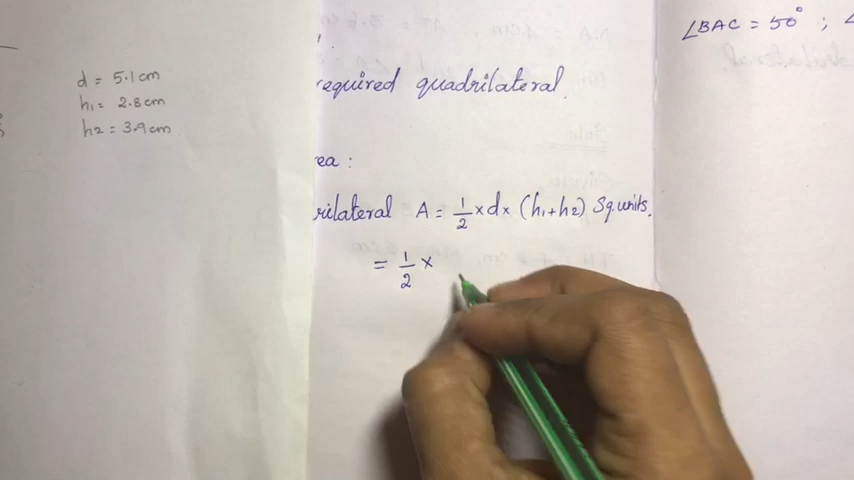 d = 5.1 cm
h1 = 2.8 cm
h2 = 3.9 cm
∠BAC = 50° ; ∠
required quadrilateral.
ea :
rilateral A = 1/2 × d × (h1 + h2) Sq. units.
= 1/2 ×